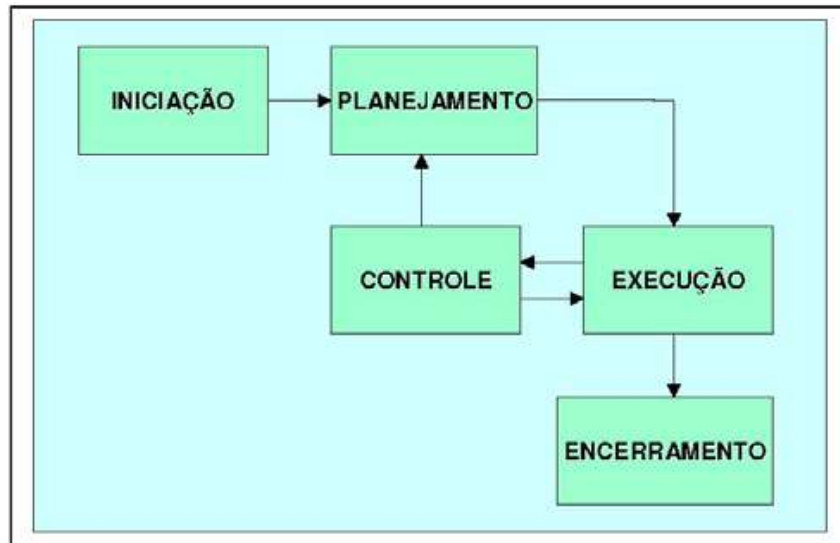 INICIAÇÃO
PLANEJAMENTO
CONTROLE
EXECUÇÃO
ENCERRAMENTO